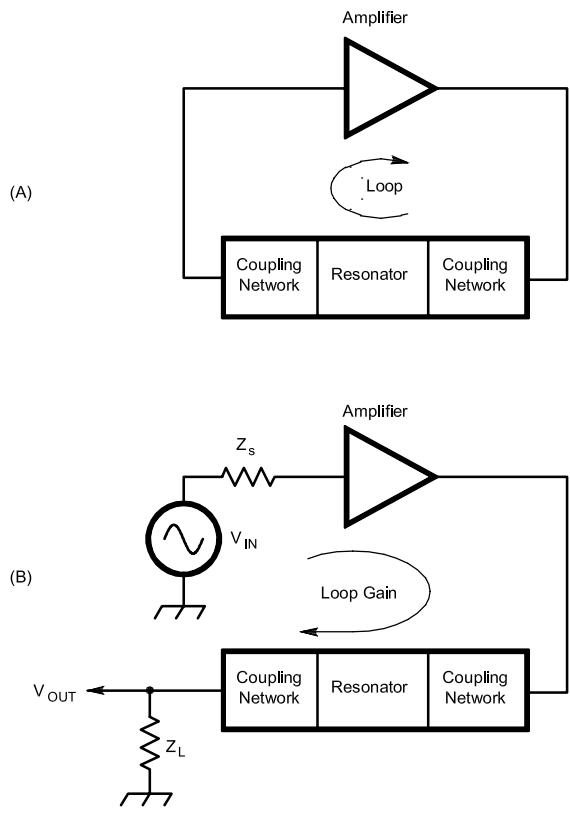 Amplifier
(A)
Loop
Coupling
Network
Resonator
Coupling
Network
Amplifier
Z s
V IN
(B)
Loop Gain
V OUT
Coupling
Network
Resonator
Coupling
Network
Z L